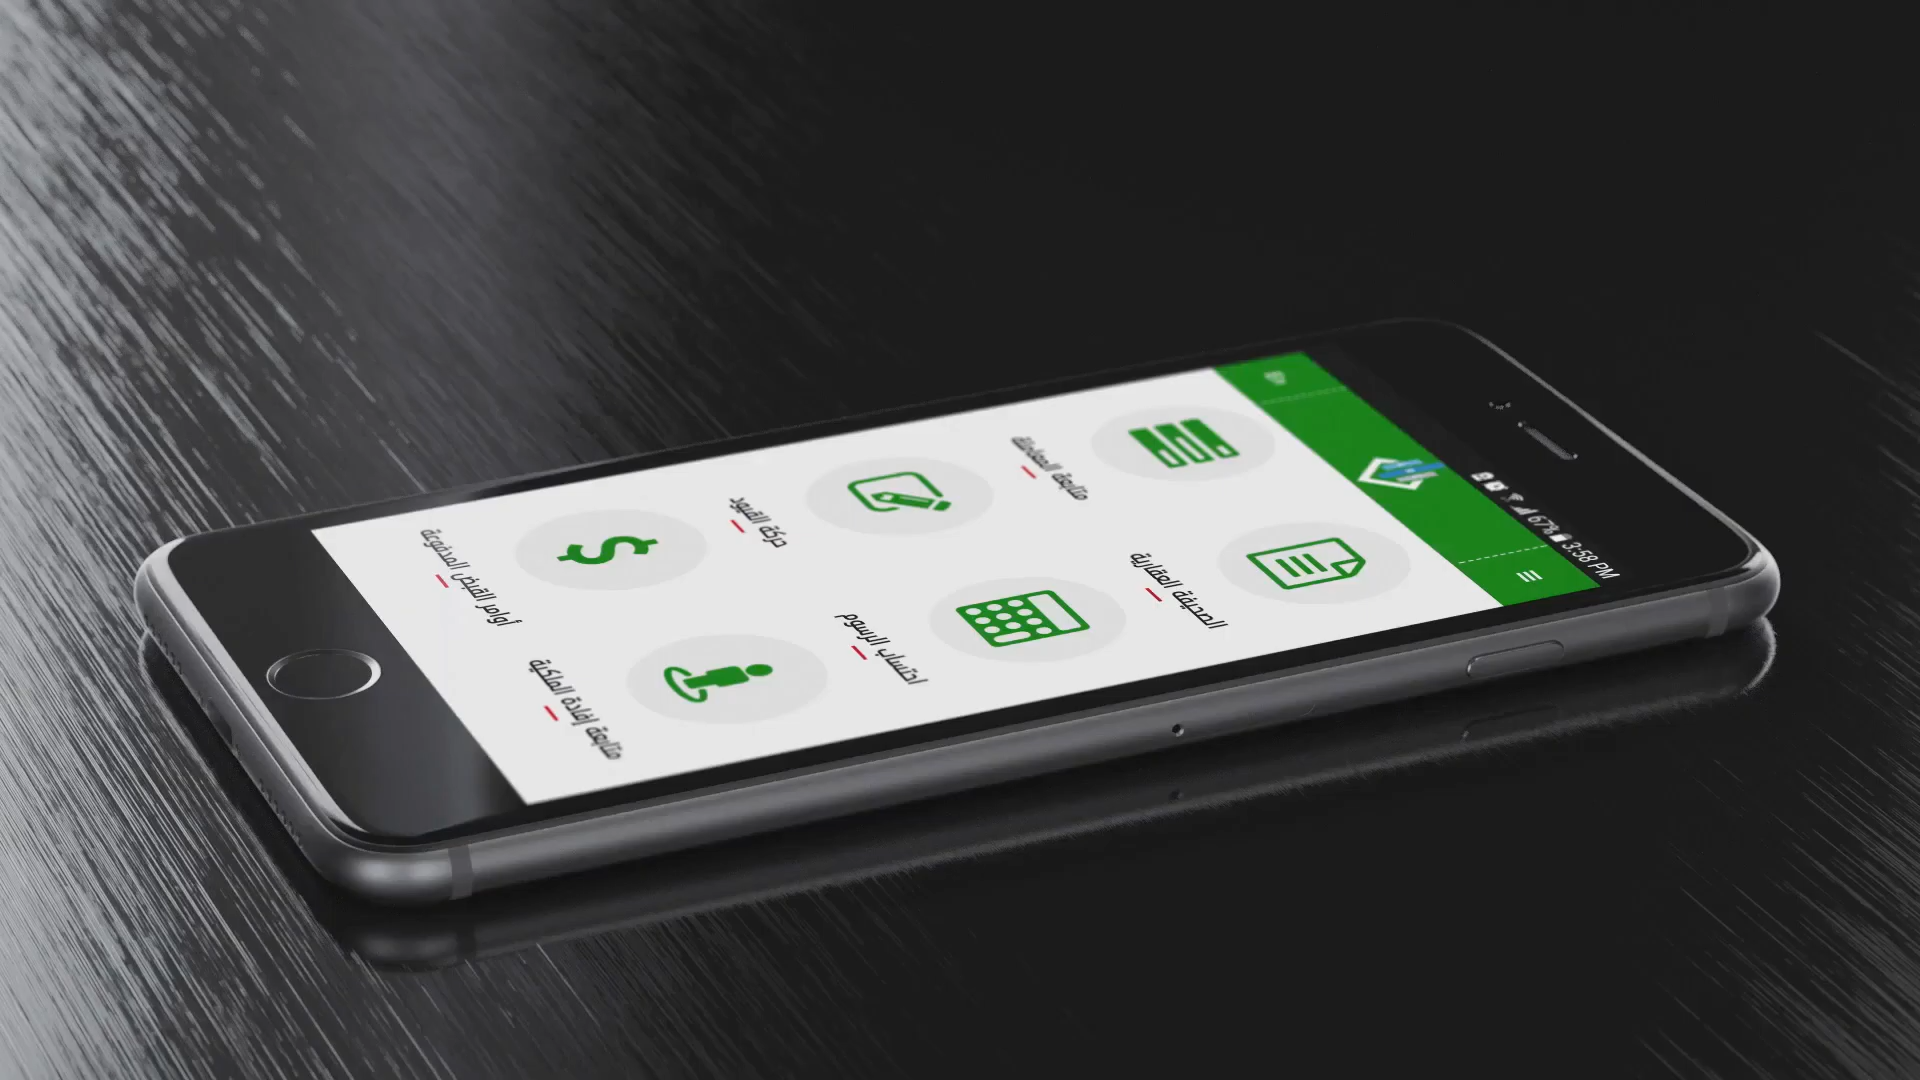 67% 3:58 PM
متابعة المعاملة
الصحيفة العقارية
حركة القيود
احتساب الرسوم
أوامر القبض المدفوعة
متابعة إفادة الملكية